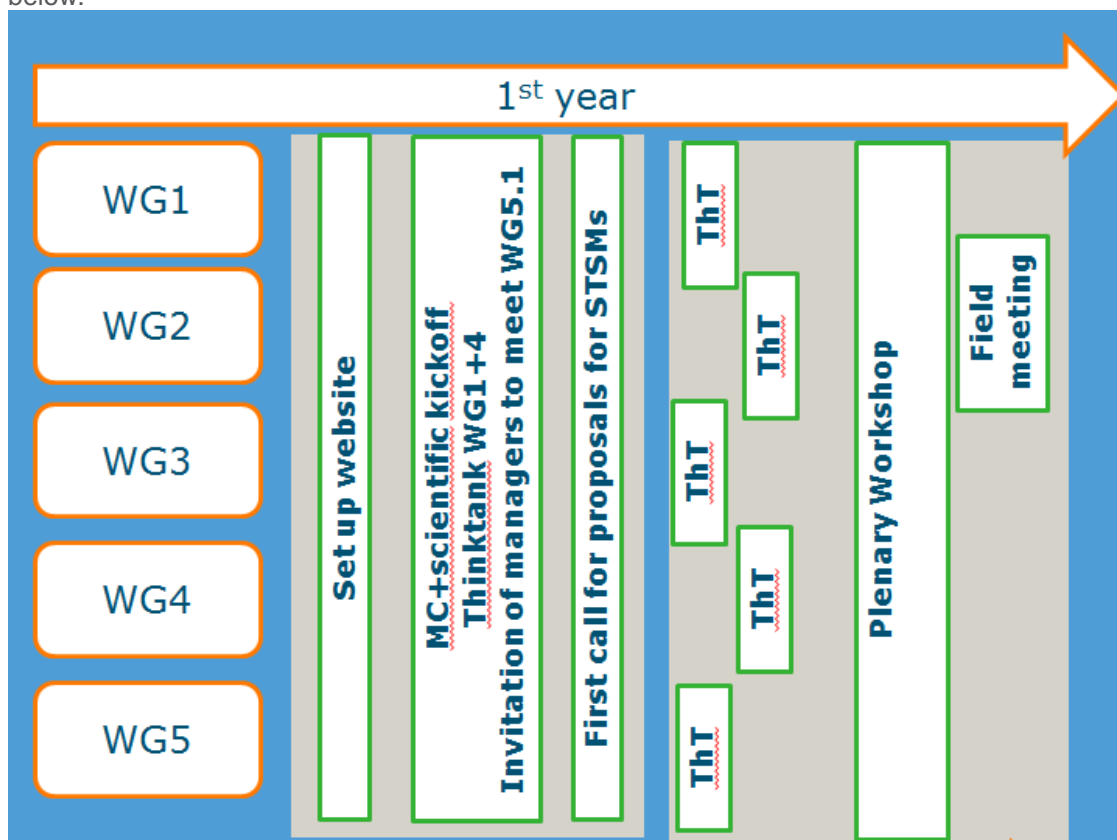 below.
1st year
WG1
WG2
WG3
WG4
WG5
Set up website
MC+scientific kickoff
Thinktank WG1+4
Invitation of managers to meet WG5.1
First call for proposals for STSMs
ThT
ThT
ThT
ThT
ThT
Plenary Workshop
Field
meeting